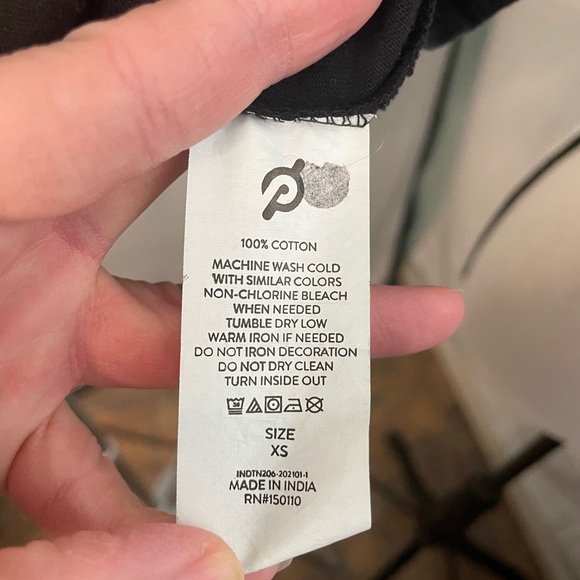 100% COTTON
MACHINE WASH COLD
WITH SIMILAR COLORS
NON-CHLORINE BLEACH
WHEN NEEDED
TUMBLE DRY LOW
WARM IRON IF NEEDED
DO NOT IRON DECORATION
DO NOT DRY CLEAN
TURN INSIDE OUT
SIZE
XS
INDTN206-202101-1
MADE IN INDIA
RN#150110